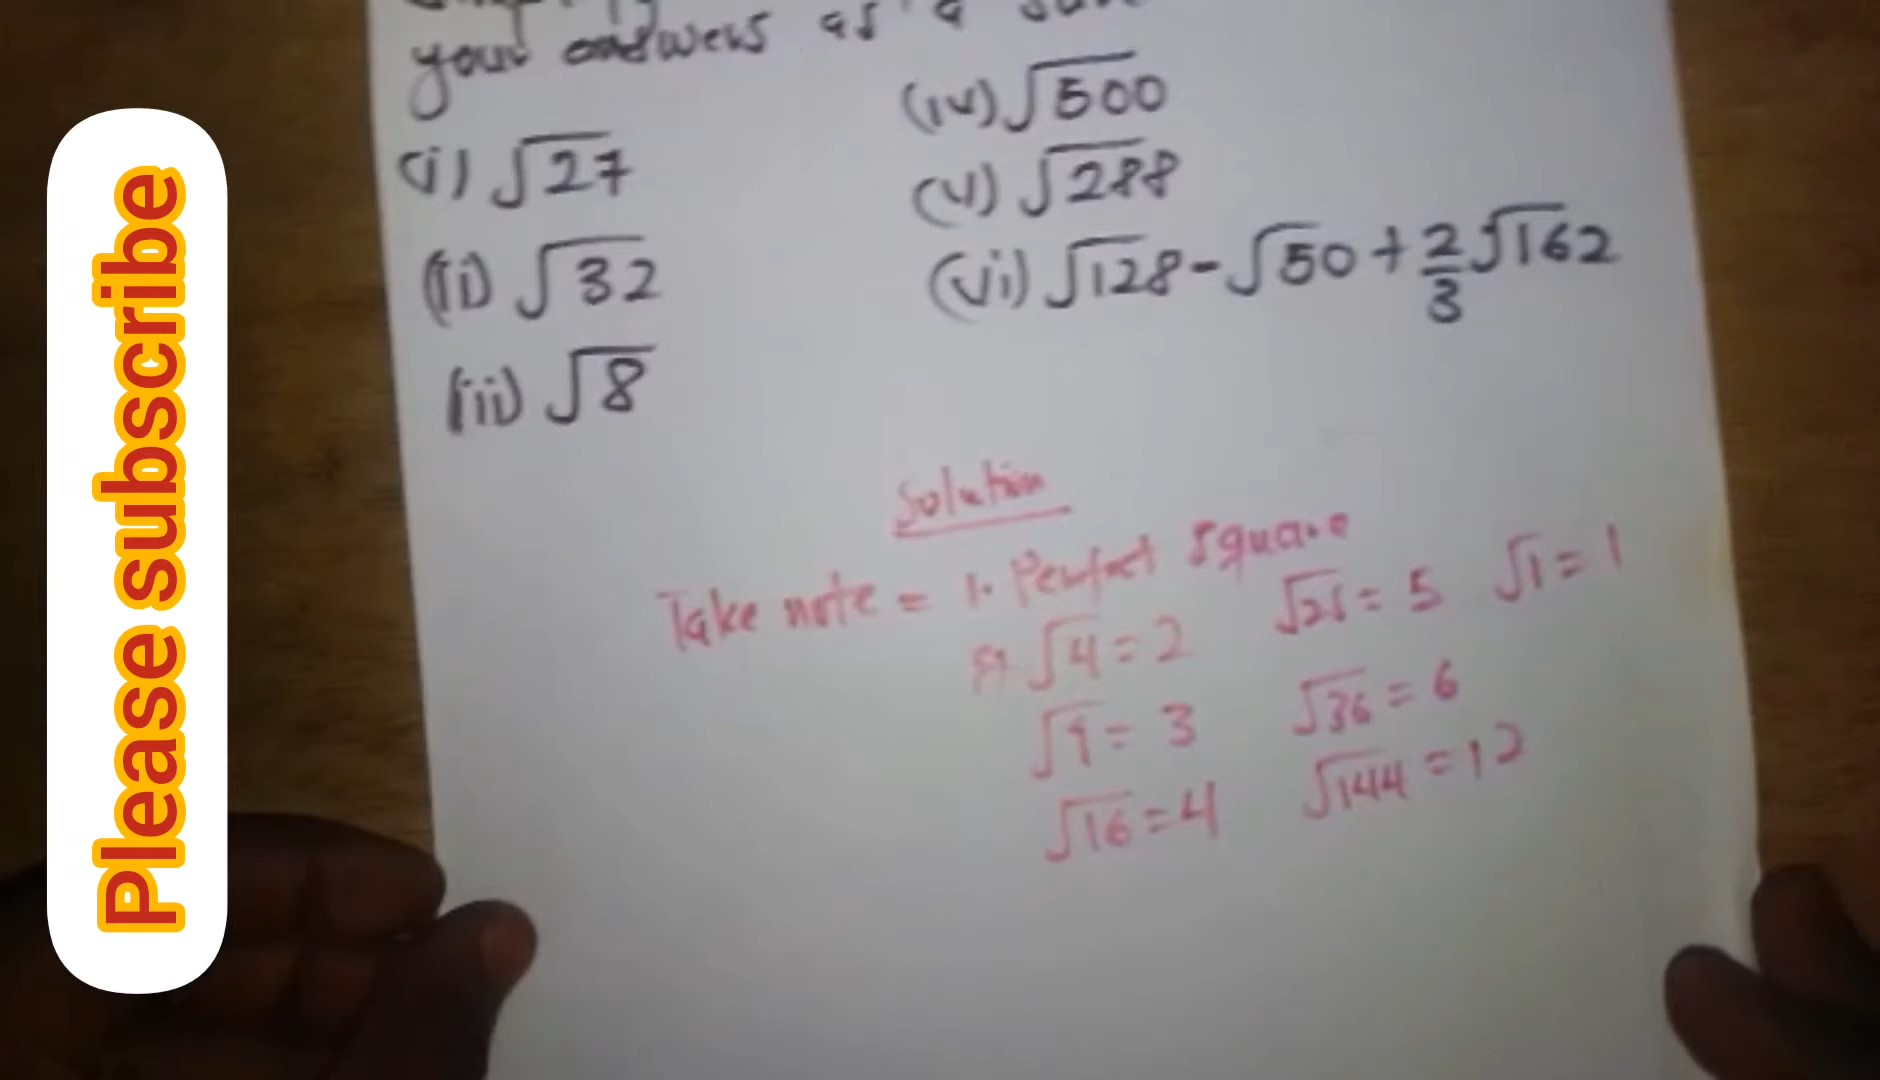 Please subscribe
your answers as a
(i) √27
(ii) √32
(iii) √8
(iv) √500
(v) √288
(vi) √128 - √50 + 2/3 √162
Solution
Take note = 1. Perfect square
√4 = 2
√9 = 3
√16 = 4
√25 = 5
√36 = 6
√144 = 12
√1 = 1